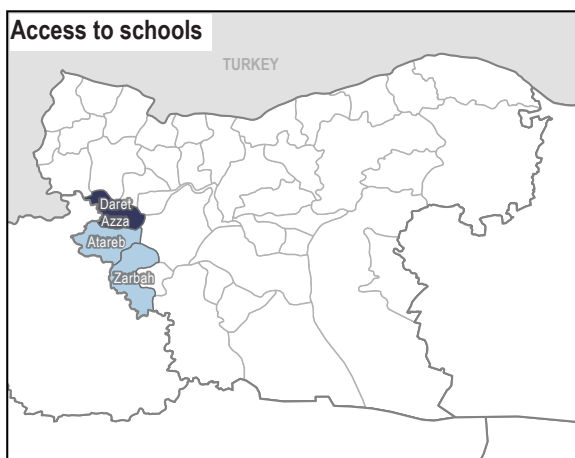 Access to schools
TURKEY
Daret
Azza
Atareb
Zarbah